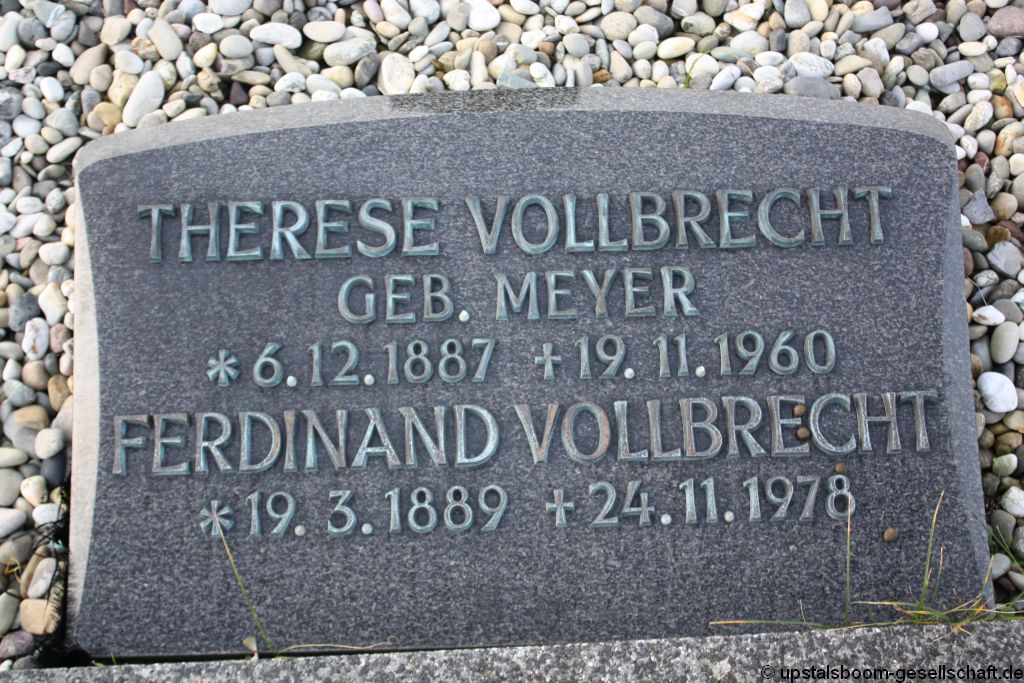 THERESE VOLLBRECHT
GEB. MEYER
* 6.12.1887 ✝ 19.11.1960
FERDINAND VOLLBRECHT
* 19.3.1889 ✝ 24.11.1978
© upstalsboom-gesellschaft.de